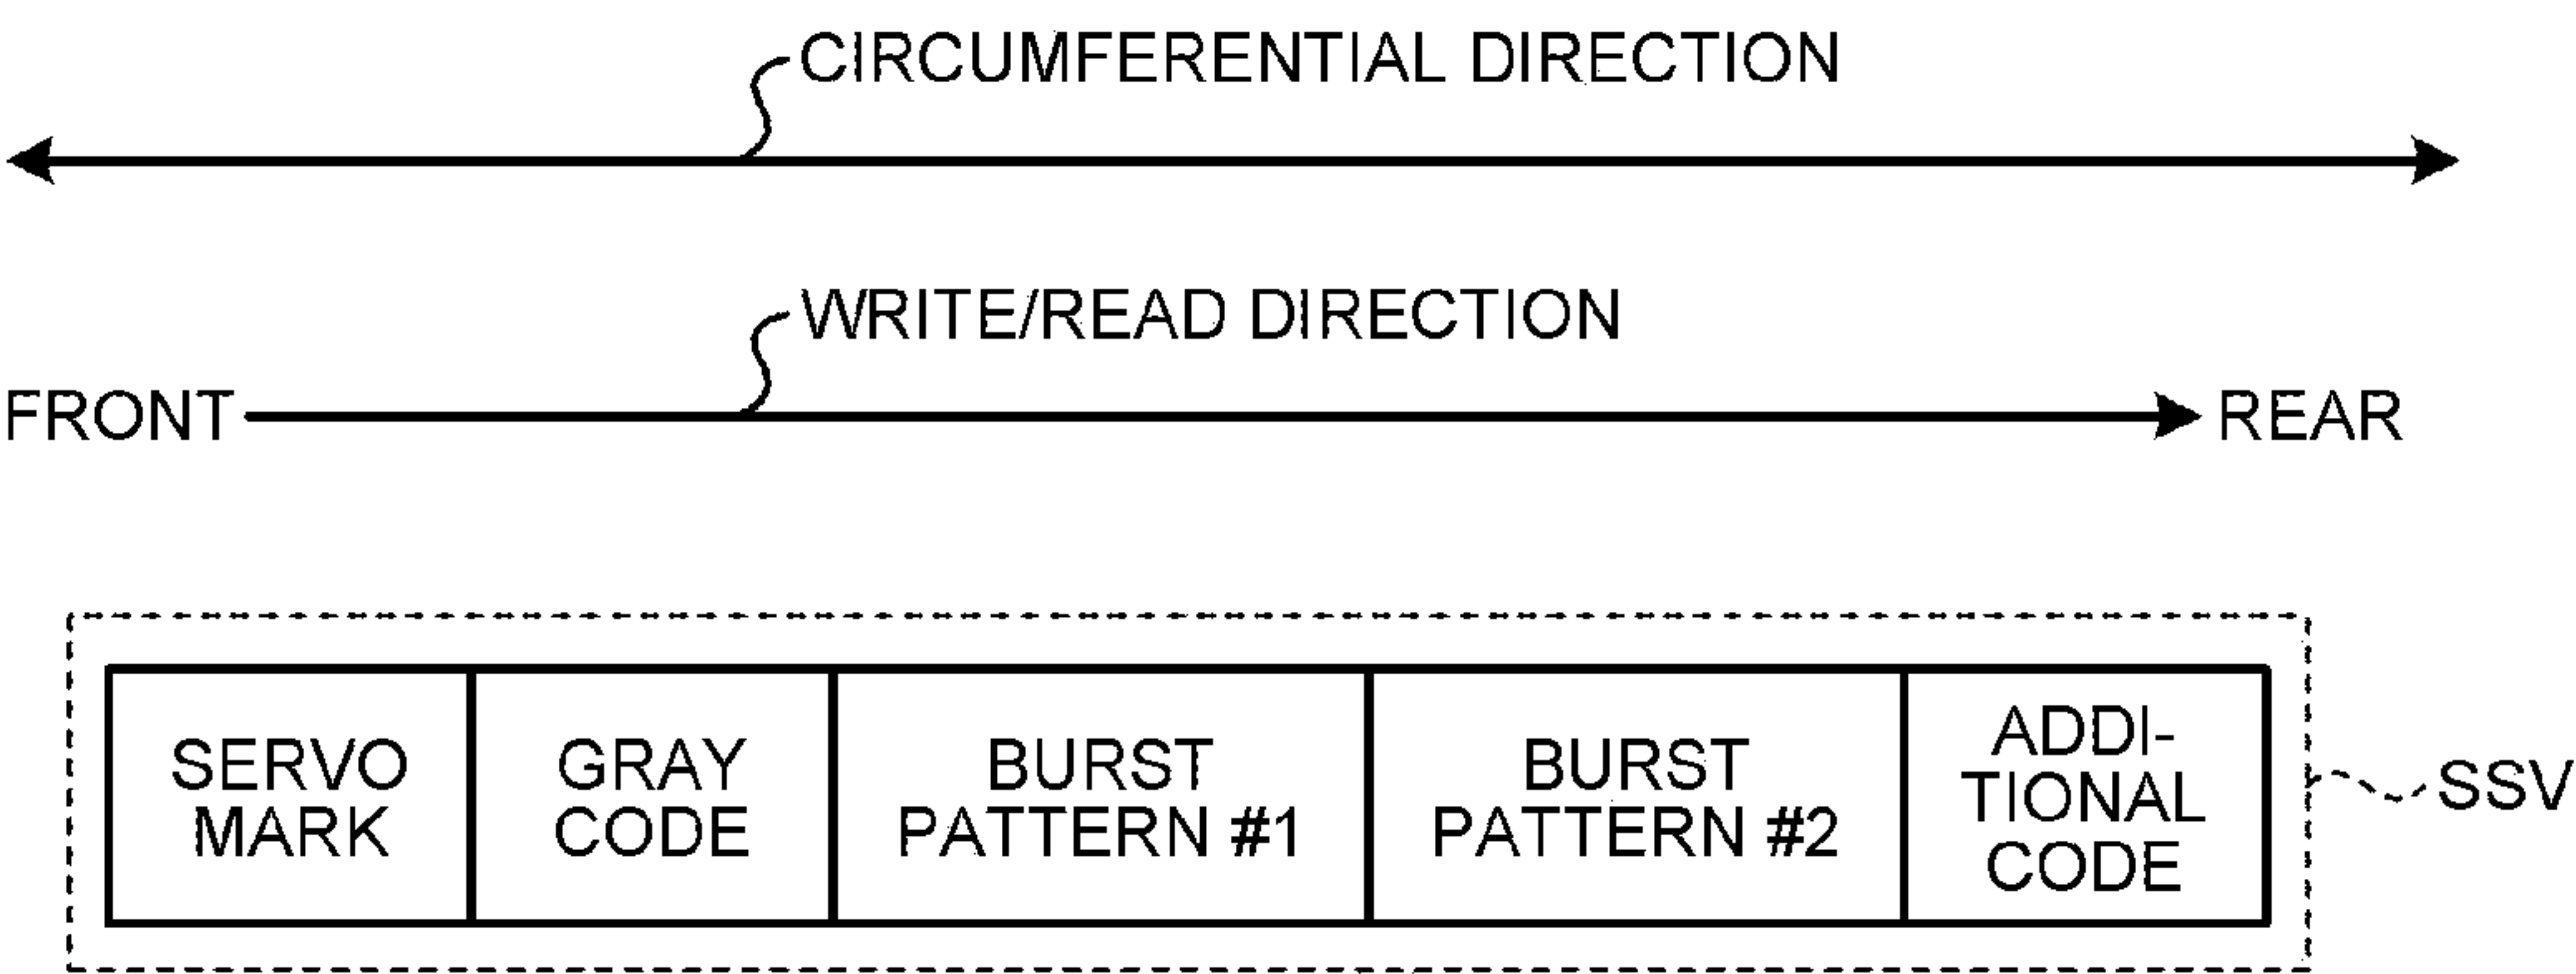 CIRCUMFERENTIAL DIRECTION
WRITE/READ DIRECTION
FRONT
REAR
SERVO
MARK
GRAY
CODE
BURST
PATTERN #1
BURST
PATTERN #2
ADDI-
TIONAL
CODE
SSV